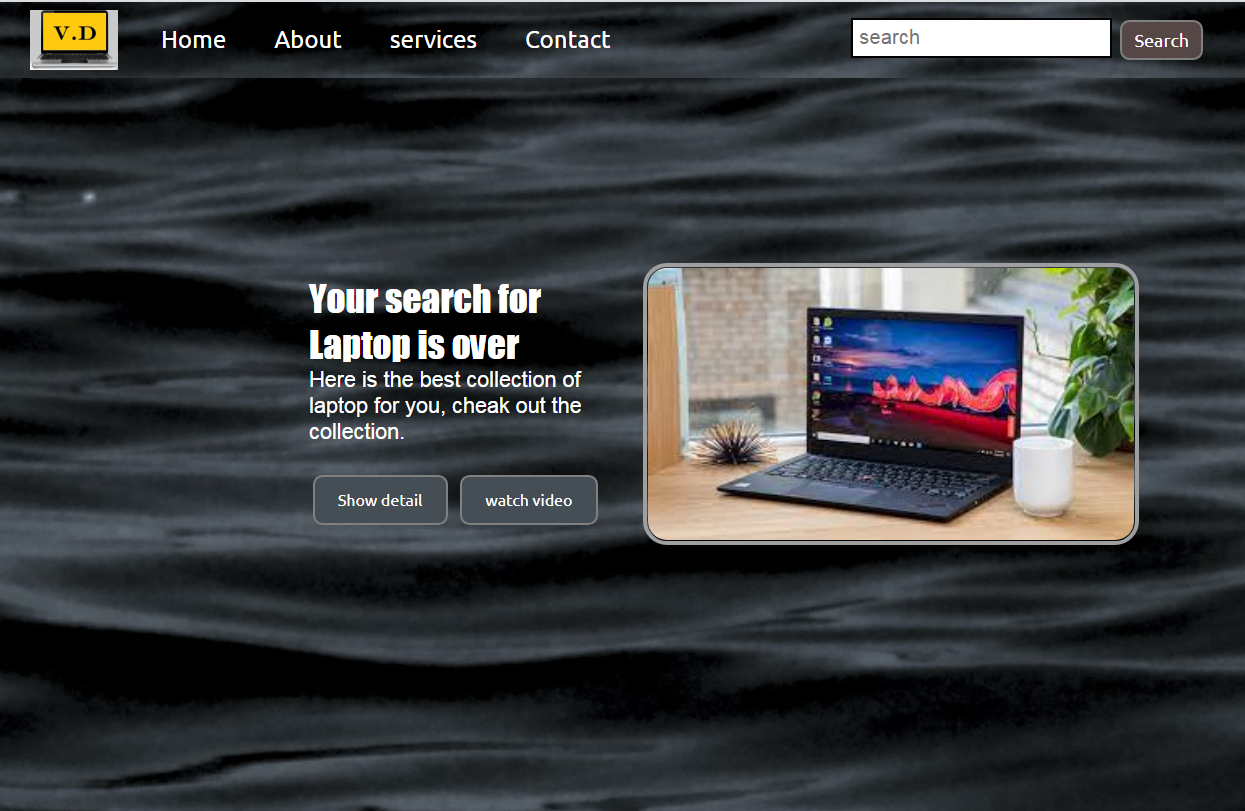 V.D
Home About services Contact search Search
Your search for
Laptop is over
Here is the best collection of
laptop for you, cheak out the
collection.
Show detail watch video